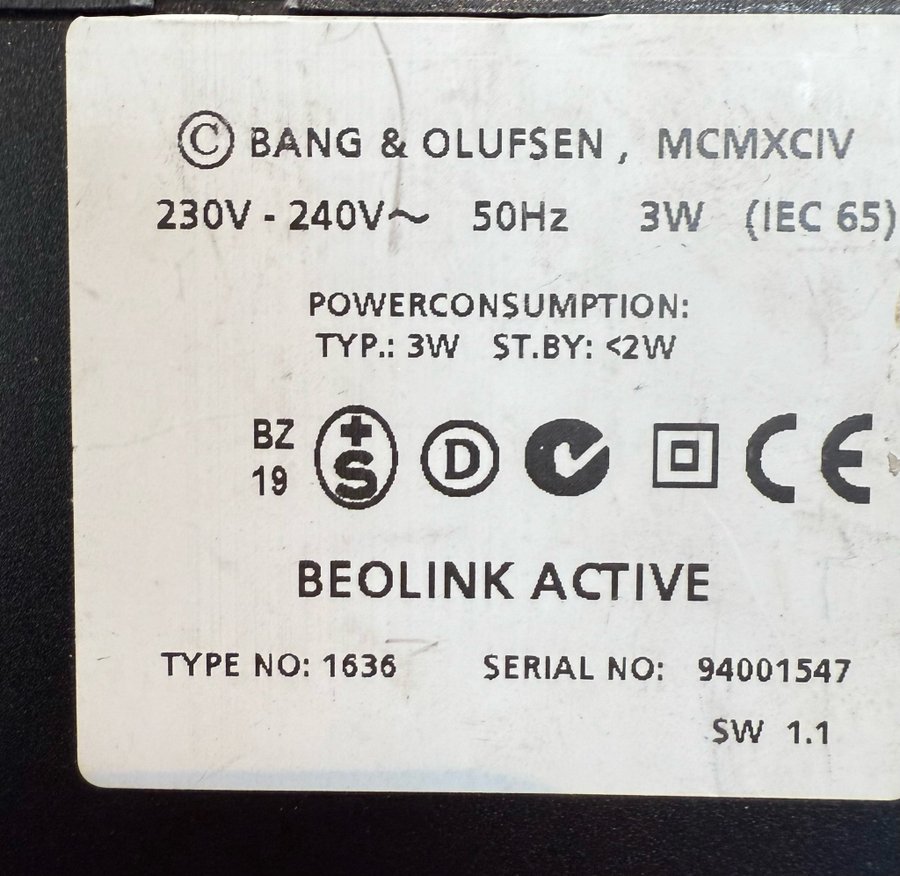 © BANG & OLUFSEN , MCMXCIV
230V - 240V~ 50Hz 3W (IEC 65)
POWERCONSUMPTION:
TYP.: 3W ST.BY: <2W
BZ
19
+
S
D
CE
BEOLINK ACTIVE
TYPE NO: 1636 SERIAL NO: 94001547
SW 1.1